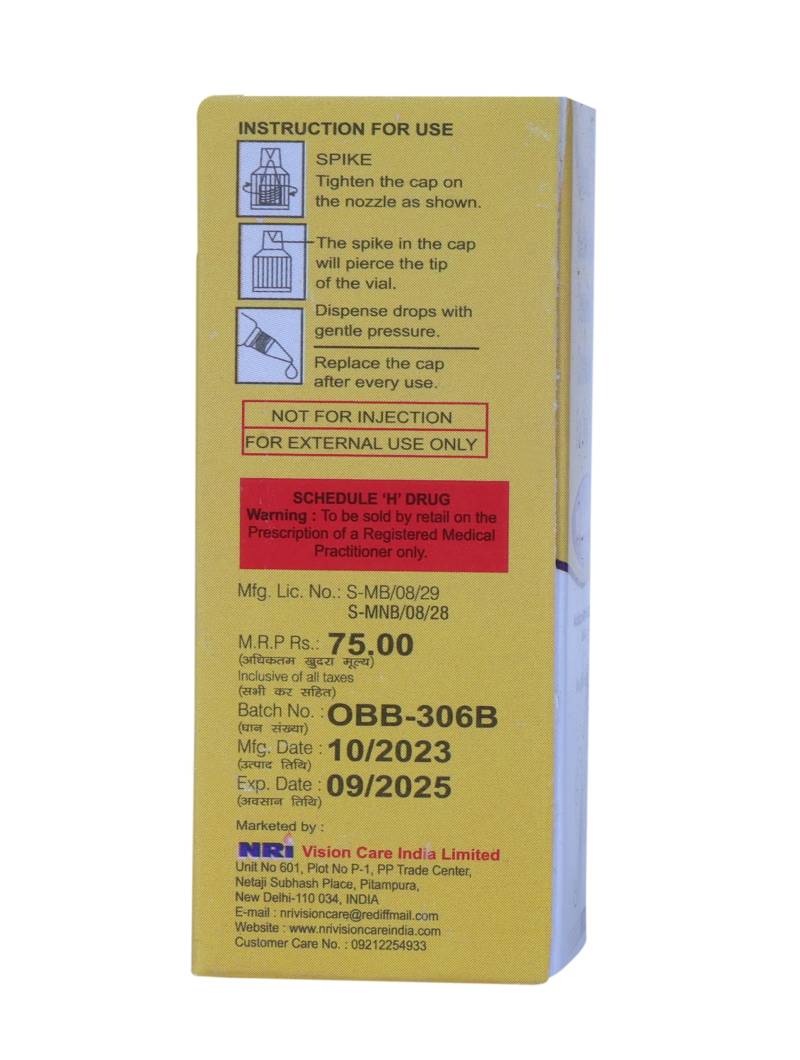 INSTRUCTION FOR USE
SPIKE
Tighten the cap on
the nozzle as shown.
The spike in the cap
will pierce the tip
of the vial.
Dispense drops with
gentle pressure.
Replace the cap
after every use.
NOT FOR INJECTION
FOR EXTERNAL USE ONLY
SCHEDULE 'H' DRUG
Warning : To be sold by retail on the
Prescription of a Registered Medical
Practitioner only.
Mfg. Lic. No.: S-MB/08/29
S-MNB/08/28
M.R.P Rs.: 75.00
(अधिकतम खुदरा मूल्य)
Inclusive of all taxes
(सभी कर सहित)
Batch No. : OBB-306B
(घान संख्या)
Mfg. Date : 10/2023
(उत्पाद तिथि)
Exp. Date : 09/2025
(अवसान तिथि)
Marketed by :
NRI Vision Care India Limited
Unit No 601, Plot No P-1, PP Trade Center,
Netaji Subhash Place, Pitampura,
New Delhi-110 034, INDIA
E-mail : nrivisioncare@rediffmail.com
Website : www.nrivisioncareindia.com
Customer Care No. : 09212254933